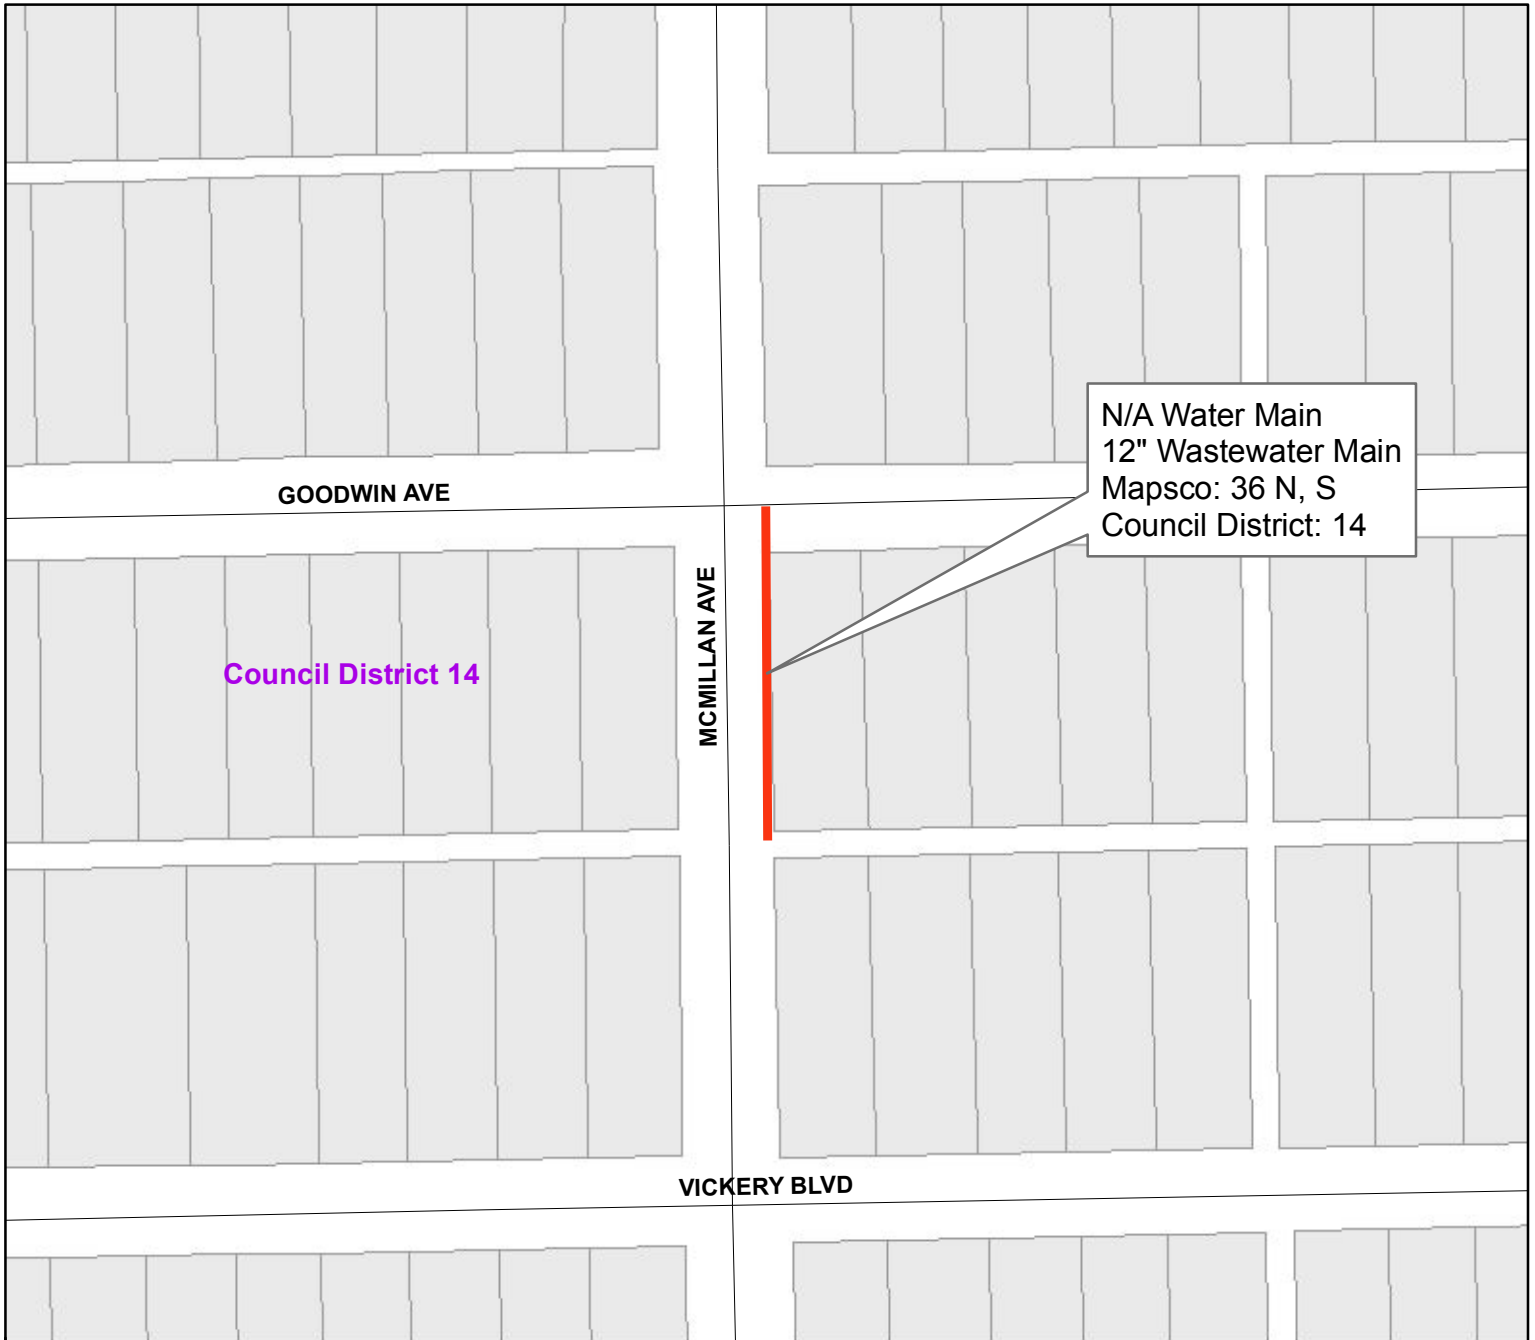 N/A Water Main
12" Wastewater Main
Mapsco: 36 N, S
Council District: 14
GOODWIN AVE
MCMILLAN AVE
Council District 14
VICKERY BLVD